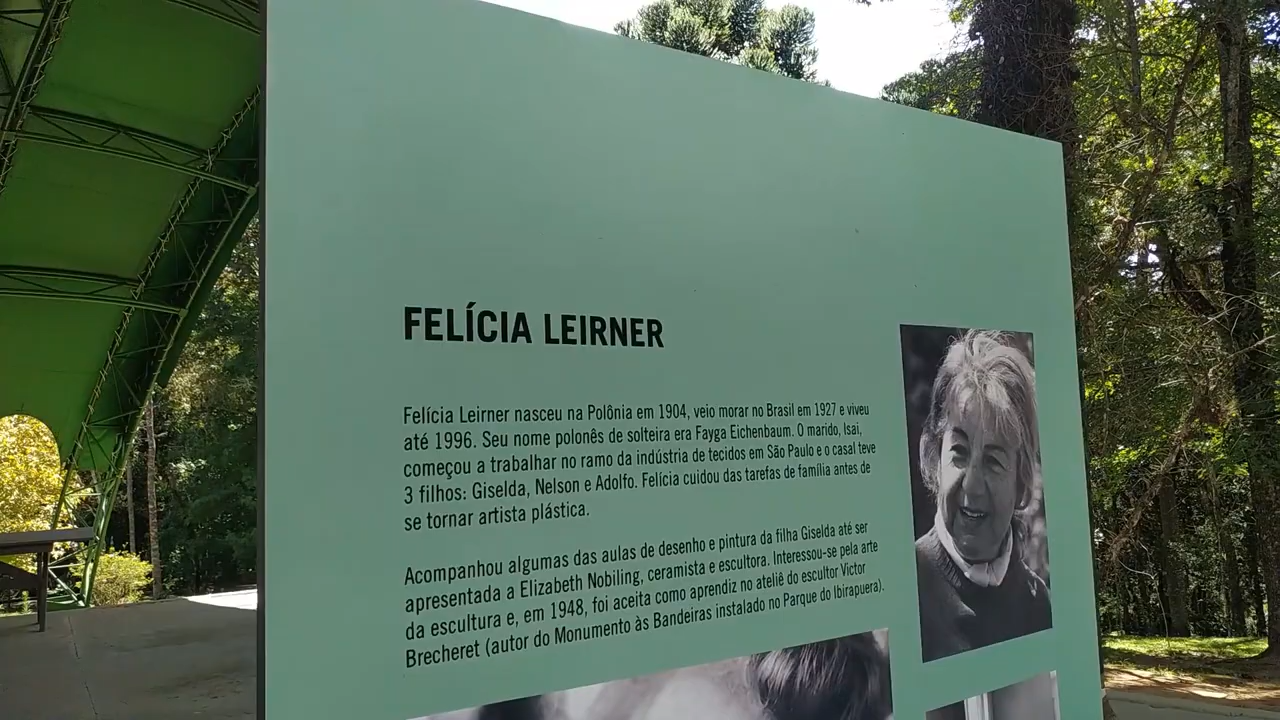 FELÍCIA LEIRNER
Felícia Leirner nasceu na Polônia em 1904, veio morar no Brasil em 1927 e viveu
até 1996. Seu nome polonês de solteira era Fayga Eichenbaum. O marido, Isai,
começou a trabalhar no ramo da indústria de tecidos em São Paulo e o casal teve
3 filhos: Giselda, Nelson e Adolfo. Felícia cuidou das tarefas de família antes de
se tornar artista plástica.
Acompanhou algumas das aulas de desenho e pintura da filha Giselda até ser
apresentada a Elizabeth Nobiling, ceramista e escultora. Interessou-se pela arte
da escultura e, em 1948, foi aceita como aprendiz no ateliê do escultor Victor
Brecheret (autor do Monumento às Bandeiras instalado no Parque do Ibirapuera).